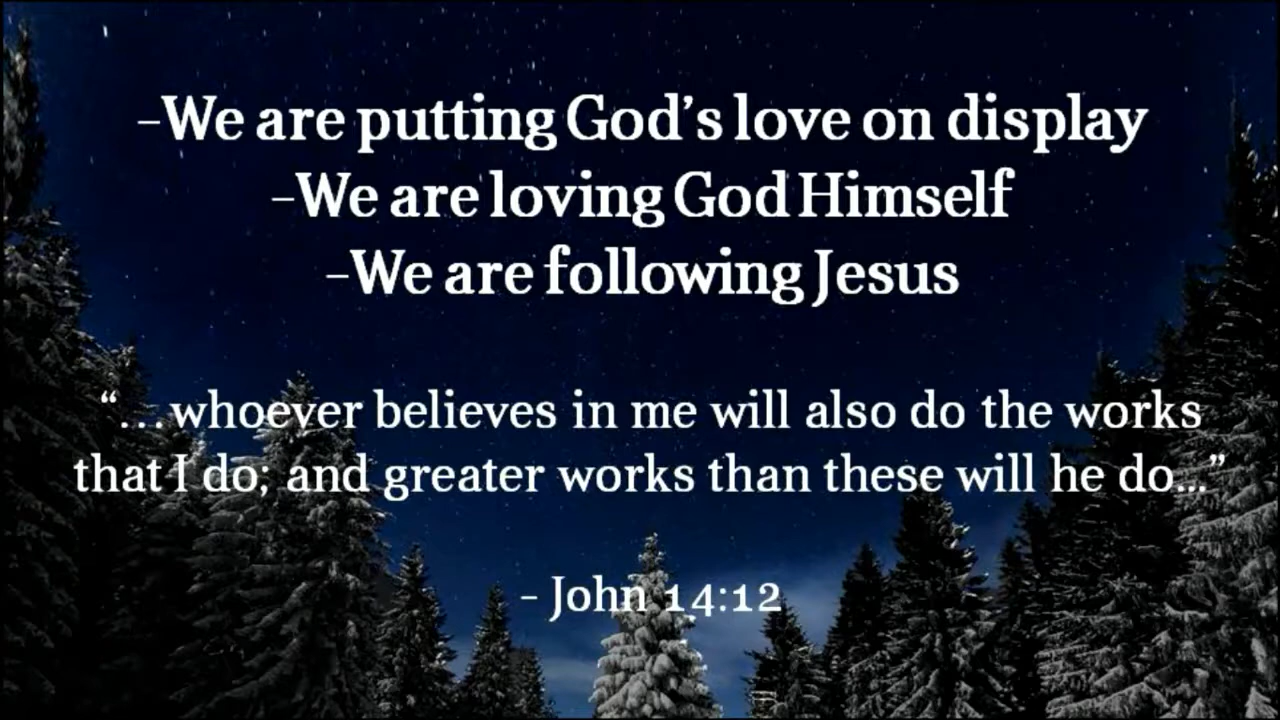 –We are putting God’s love on display
–We are loving God Himself
–We are following Jesus
“…whoever believes in me will also do the works
that I do; and greater works than these will he do...”
– John 14:12